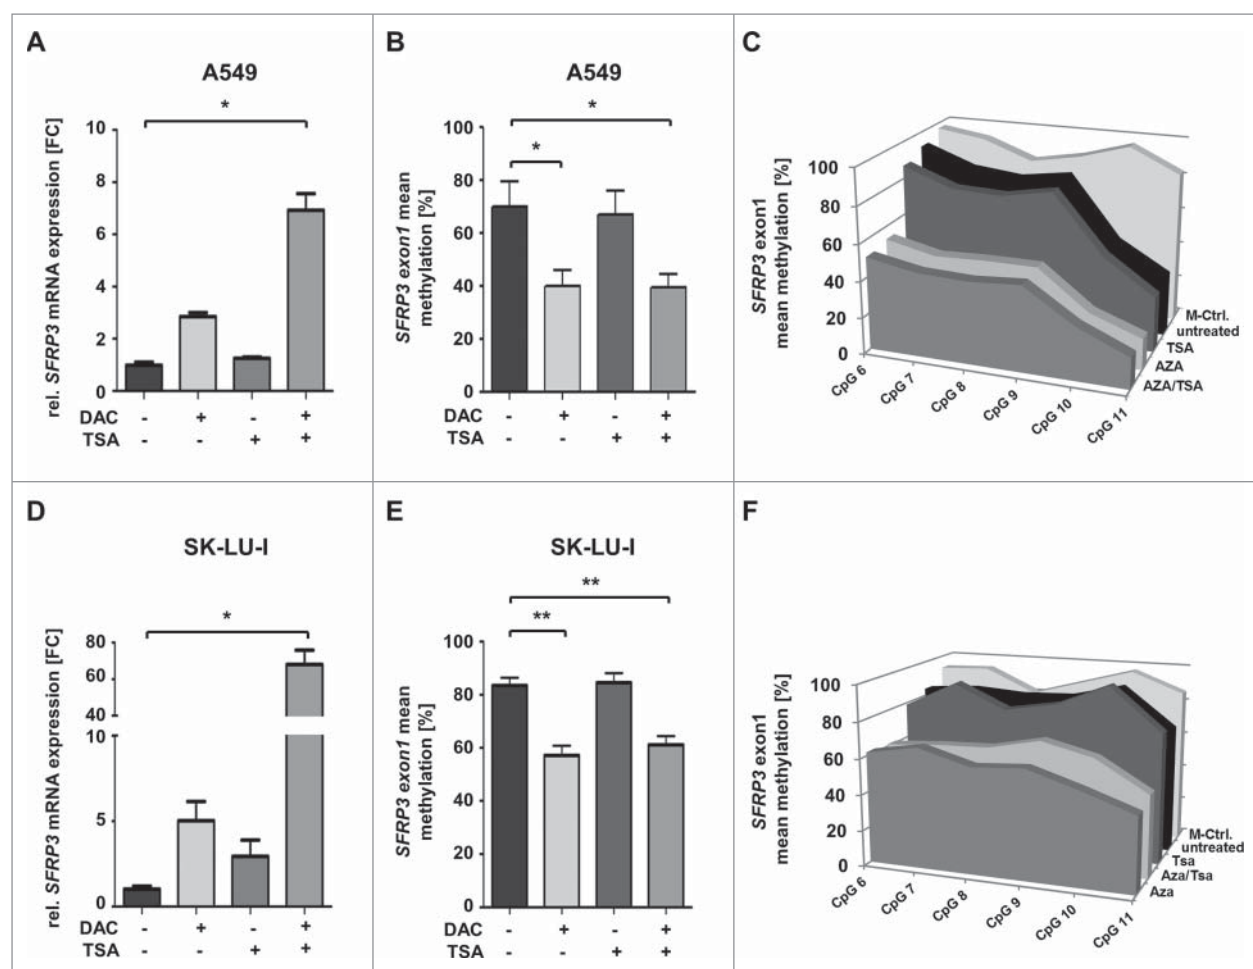 A
A549
*
rel. SFRP3 mRNA expression [FC]
10
8
6
4
2
0
DAC - + - +
TSA - - + +
B
A549
*
*
SFRP3 exon1 mean
methylation [%]
100
80
60
40
20
0
DAC - + - +
TSA - - + +
C
SFRP3 exon1
mean methylation [%]
100
80
60
40
20
0
CpG 6
CpG 7
CpG 8
CpG 9
CpG 10
CpG 11
M-Ctrl.
untreated
TSA
AZA
AZA/TSA
D
SK-LU-I
*
rel. SFRP3 mRNA expression [FC]
80
60
40
10
5
0
DAC - + - +
TSA - - + +
E
SK-LU-I
**
**
SFRP3 exon1 mean
methylation [%]
100
80
60
40
20
0
DAC - + - +
TSA - - + +
F
SFRP3 exon1
mean methylation [%]
100
80
60
40
20
0
CpG 6
CpG 7
CpG 8
CpG 9
CpG 10
CpG 11
M-Ctrl.
untreated
Tsa
Aza/Tsa
Aza